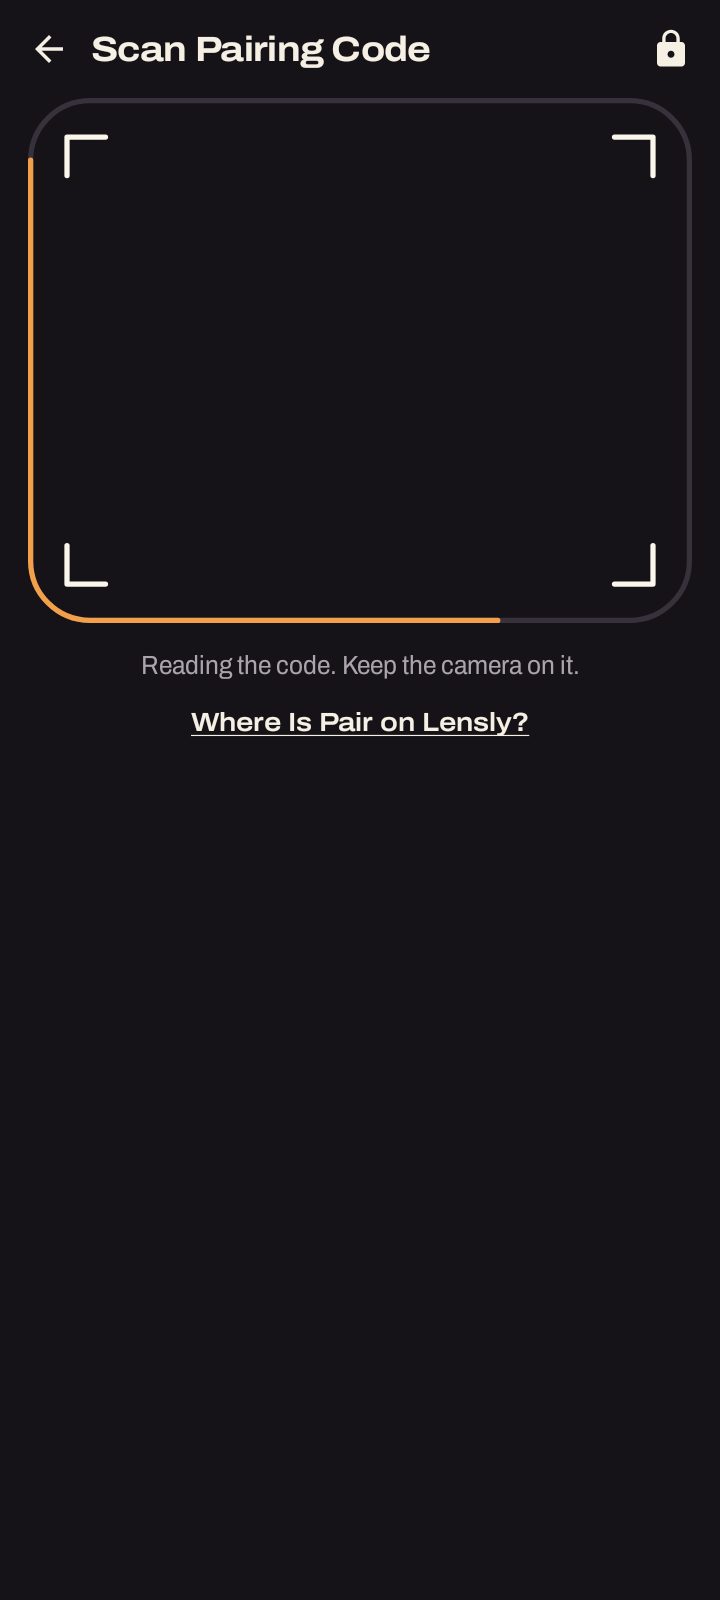 Scan Pairing Code
Reading the code. Keep the camera on it.
Where Is Pair on Lensly?